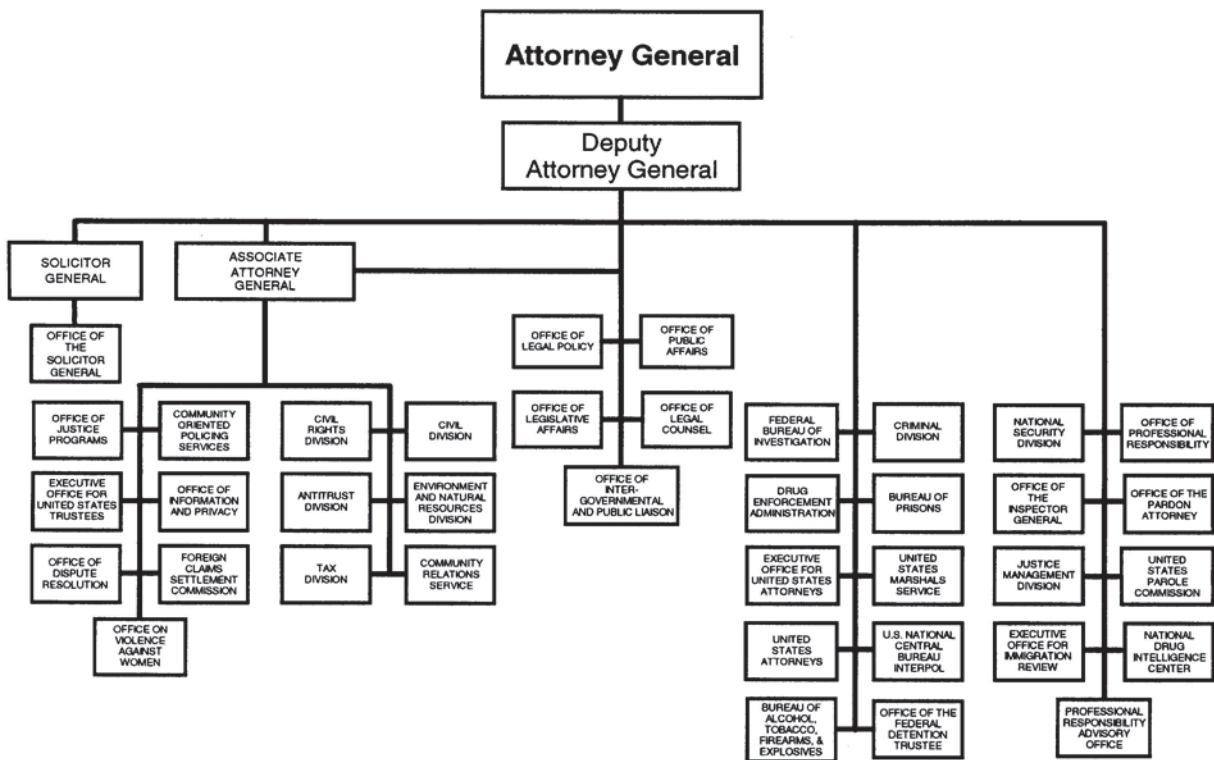 Attorney General
Deputy
Attorney General
SOLICITOR
GENERAL
ASSOCIATE
ATTORNEY
GENERAL
OFFICE OF
THE
SOLICITOR
GENERAL
OFFICE OF
LEGAL POLICY
OFFICE OF
PUBLIC
AFFAIRS
OFFICE OF
LEGISLATIVE
AFFAIRS
OFFICE OF
LEGAL
COUNSEL
OFFICE OF
INTER-
GOVERNMENTAL
AND PUBLIC LIAISON
OFFICE OF
JUSTICE
PROGRAMS
COMMUNITY
ORIENTED
POLICING
SERVICES
EXECUTIVE
OFFICE FOR
UNITED STATES
TRUSTEES
OFFICE OF
INFORMATION
AND PRIVACY
OFFICE OF
DISPUTE
RESOLUTION
FOREIGN
CLAIMS
SETTLEMENT
COMMISSION
OFFICE ON
VIOLENCE
AGAINST
WOMEN
CIVIL
RIGHTS
DIVISION
CIVIL
DIVISION
ANTITRUST
DIVISION
ENVIRONMENT
AND NATURAL
RESOURCES
DIVISION
TAX
DIVISION
COMMUNITY
RELATIONS
SERVICE
FEDERAL
BUREAU OF
INVESTIGATION
CRIMINAL
DIVISION
DRUG
ENFORCEMENT
ADMINISTRATION
BUREAU OF
PRISONS
EXECUTIVE
OFFICE FOR
UNITED STATES
ATTORNEYS
UNITED
STATES
MARSHALS
SERVICE
UNITED
STATES
ATTORNEYS
U.S. NATIONAL
CENTRAL
BUREAU
INTERPOL
BUREAU OF
ALCOHOL,
TOBACCO,
FIREARMS, &
EXPLOSIVES
OFFICE OF THE
FEDERAL
DETENTION
TRUSTEE
NATIONAL
SECURITY
DIVISION
OFFICE OF
PROFESSIONAL
RESPONSIBILITY
OFFICE OF
THE
INSPECTOR
GENERAL
OFFICE OF THE
PARDON
ATTORNEY
JUSTICE
MANAGEMENT
DIVISION
UNITED
STATES
PAROLE
COMMISSION
EXECUTIVE
OFFICE FOR
IMMIGRATION
REVIEW
NATIONAL
DRUG
INTELLIGENCE
CENTER
PROFESSIONAL
RESPONSIBILITY
ADVISORY
OFFICE